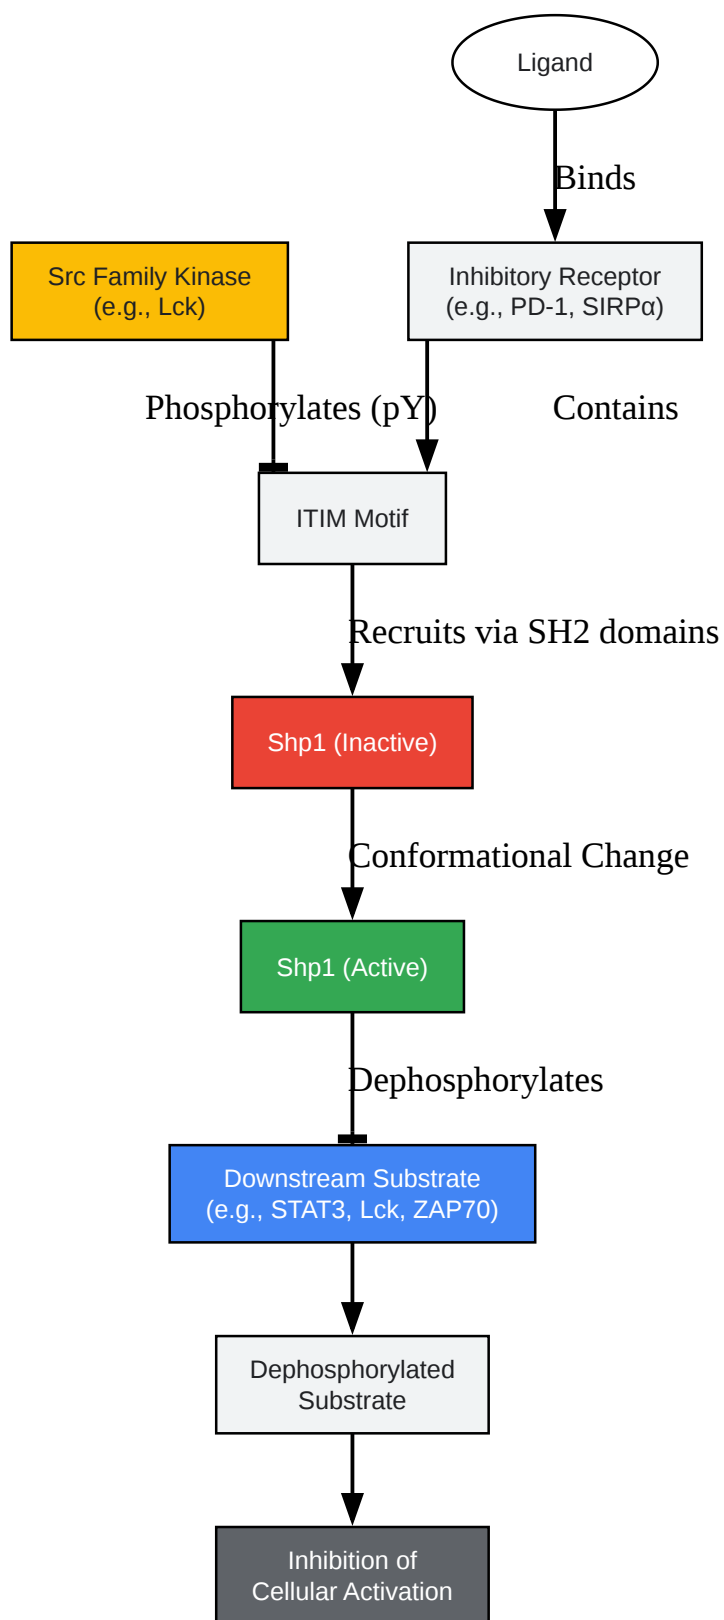 Ligand
Binds
Src Family Kinase
(e.g., Lck)
Inhibitory Receptor
(e.g., PD-1, SIRPα)
Phosphorylates (pY)
Contains
ITIM Motif
Recruits via SH2 domains
Shp1 (Inactive)
Conformational Change
Shp1 (Active)
Dephosphorylates
Downstream Substrate
(e.g., STAT3, Lck, ZAP70)
Dephosphorylated
Substrate
Inhibition of
Cellular Activation